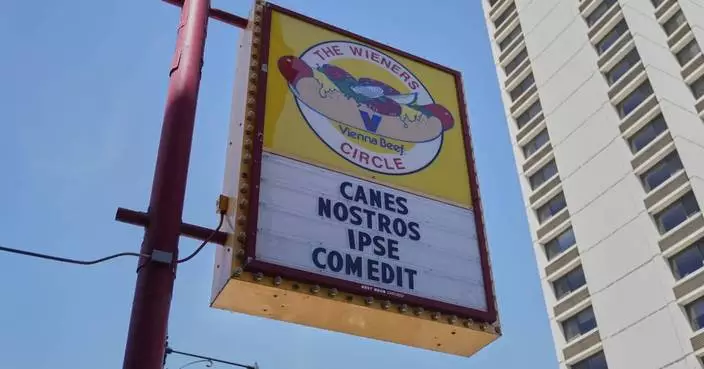 THE WIENERS
Vienna Beef
CIRCLE
CANES
NOSTROS
IPSE
COMEDIT